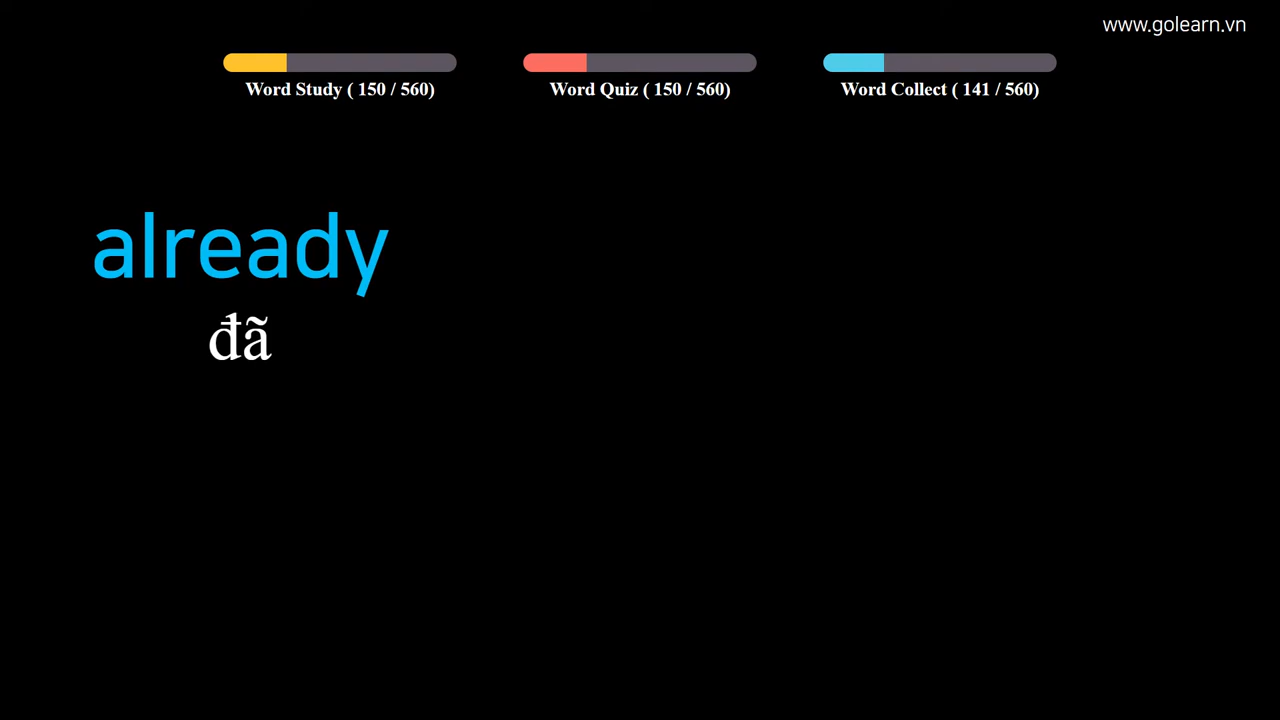 www.golearn.vn
Word Study ( 150 / 560)
Word Quiz ( 150 / 560)
Word Collect ( 141 / 560)
already
đã